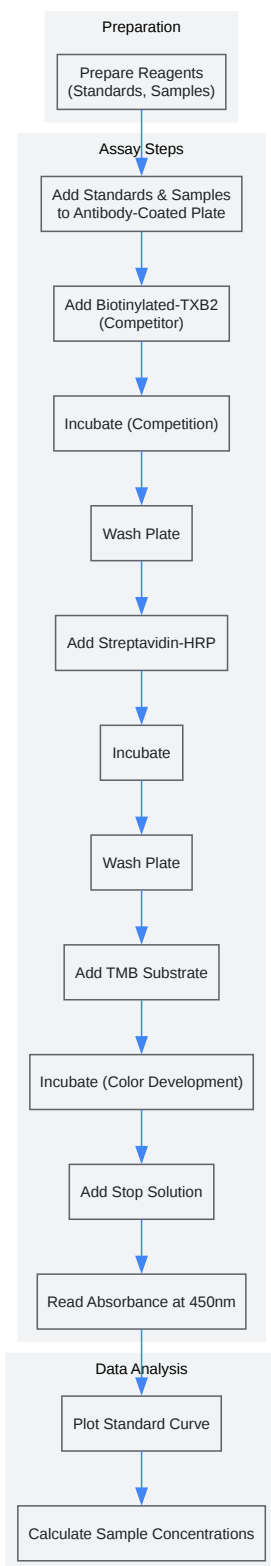 Preparation
Prepare Reagents
(Standards, Samples)
Assay Steps
Add Standards & Samples
to Antibody-Coated Plate
Add Biotinylated-TXB2
(Competitor)
Incubate (Competition)
Wash Plate
Add Streptavidin-HRP
Incubate
Wash Plate
Add TMB Substrate
Incubate (Color Development)
Add Stop Solution
Read Absorbance at 450nm
Data Analysis
Plot Standard Curve
Calculate Sample Concentrations